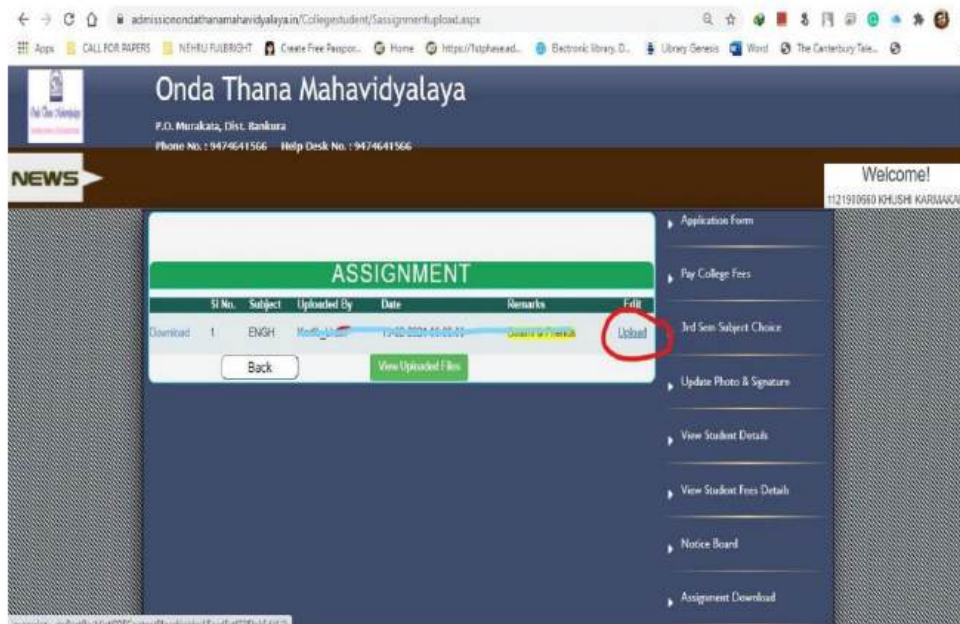 admissionondathanamahavidyalaya.in/Collegestudent/Sassignmentupload.aspx
Apps CALL FOR PAPERS NEHRU FULBRIGHT Create Free Passpor... Home https://1stphasead... Electronic library, D... Library Genesis Word The Canterbury Tale...
Onda Thana Mahavidyalaya
P.O. Murakata, Dist. Bankura
Phone No. : 9474641566 Help Desk No. : 9474641566
NEWS
Welcome!
KHUSHI KARMAKAR
Application Form
ASSIGNMENT
Pay College Fees
Sl No. Subject Uploaded By Date Remarks Edit
Download 1 ENGH Upload
3rd Sem Subject Choice
Back View Uploaded Files
Update Photo & Signature
View Student Details
View Student Fees Details
Notice Board
Assignment Download